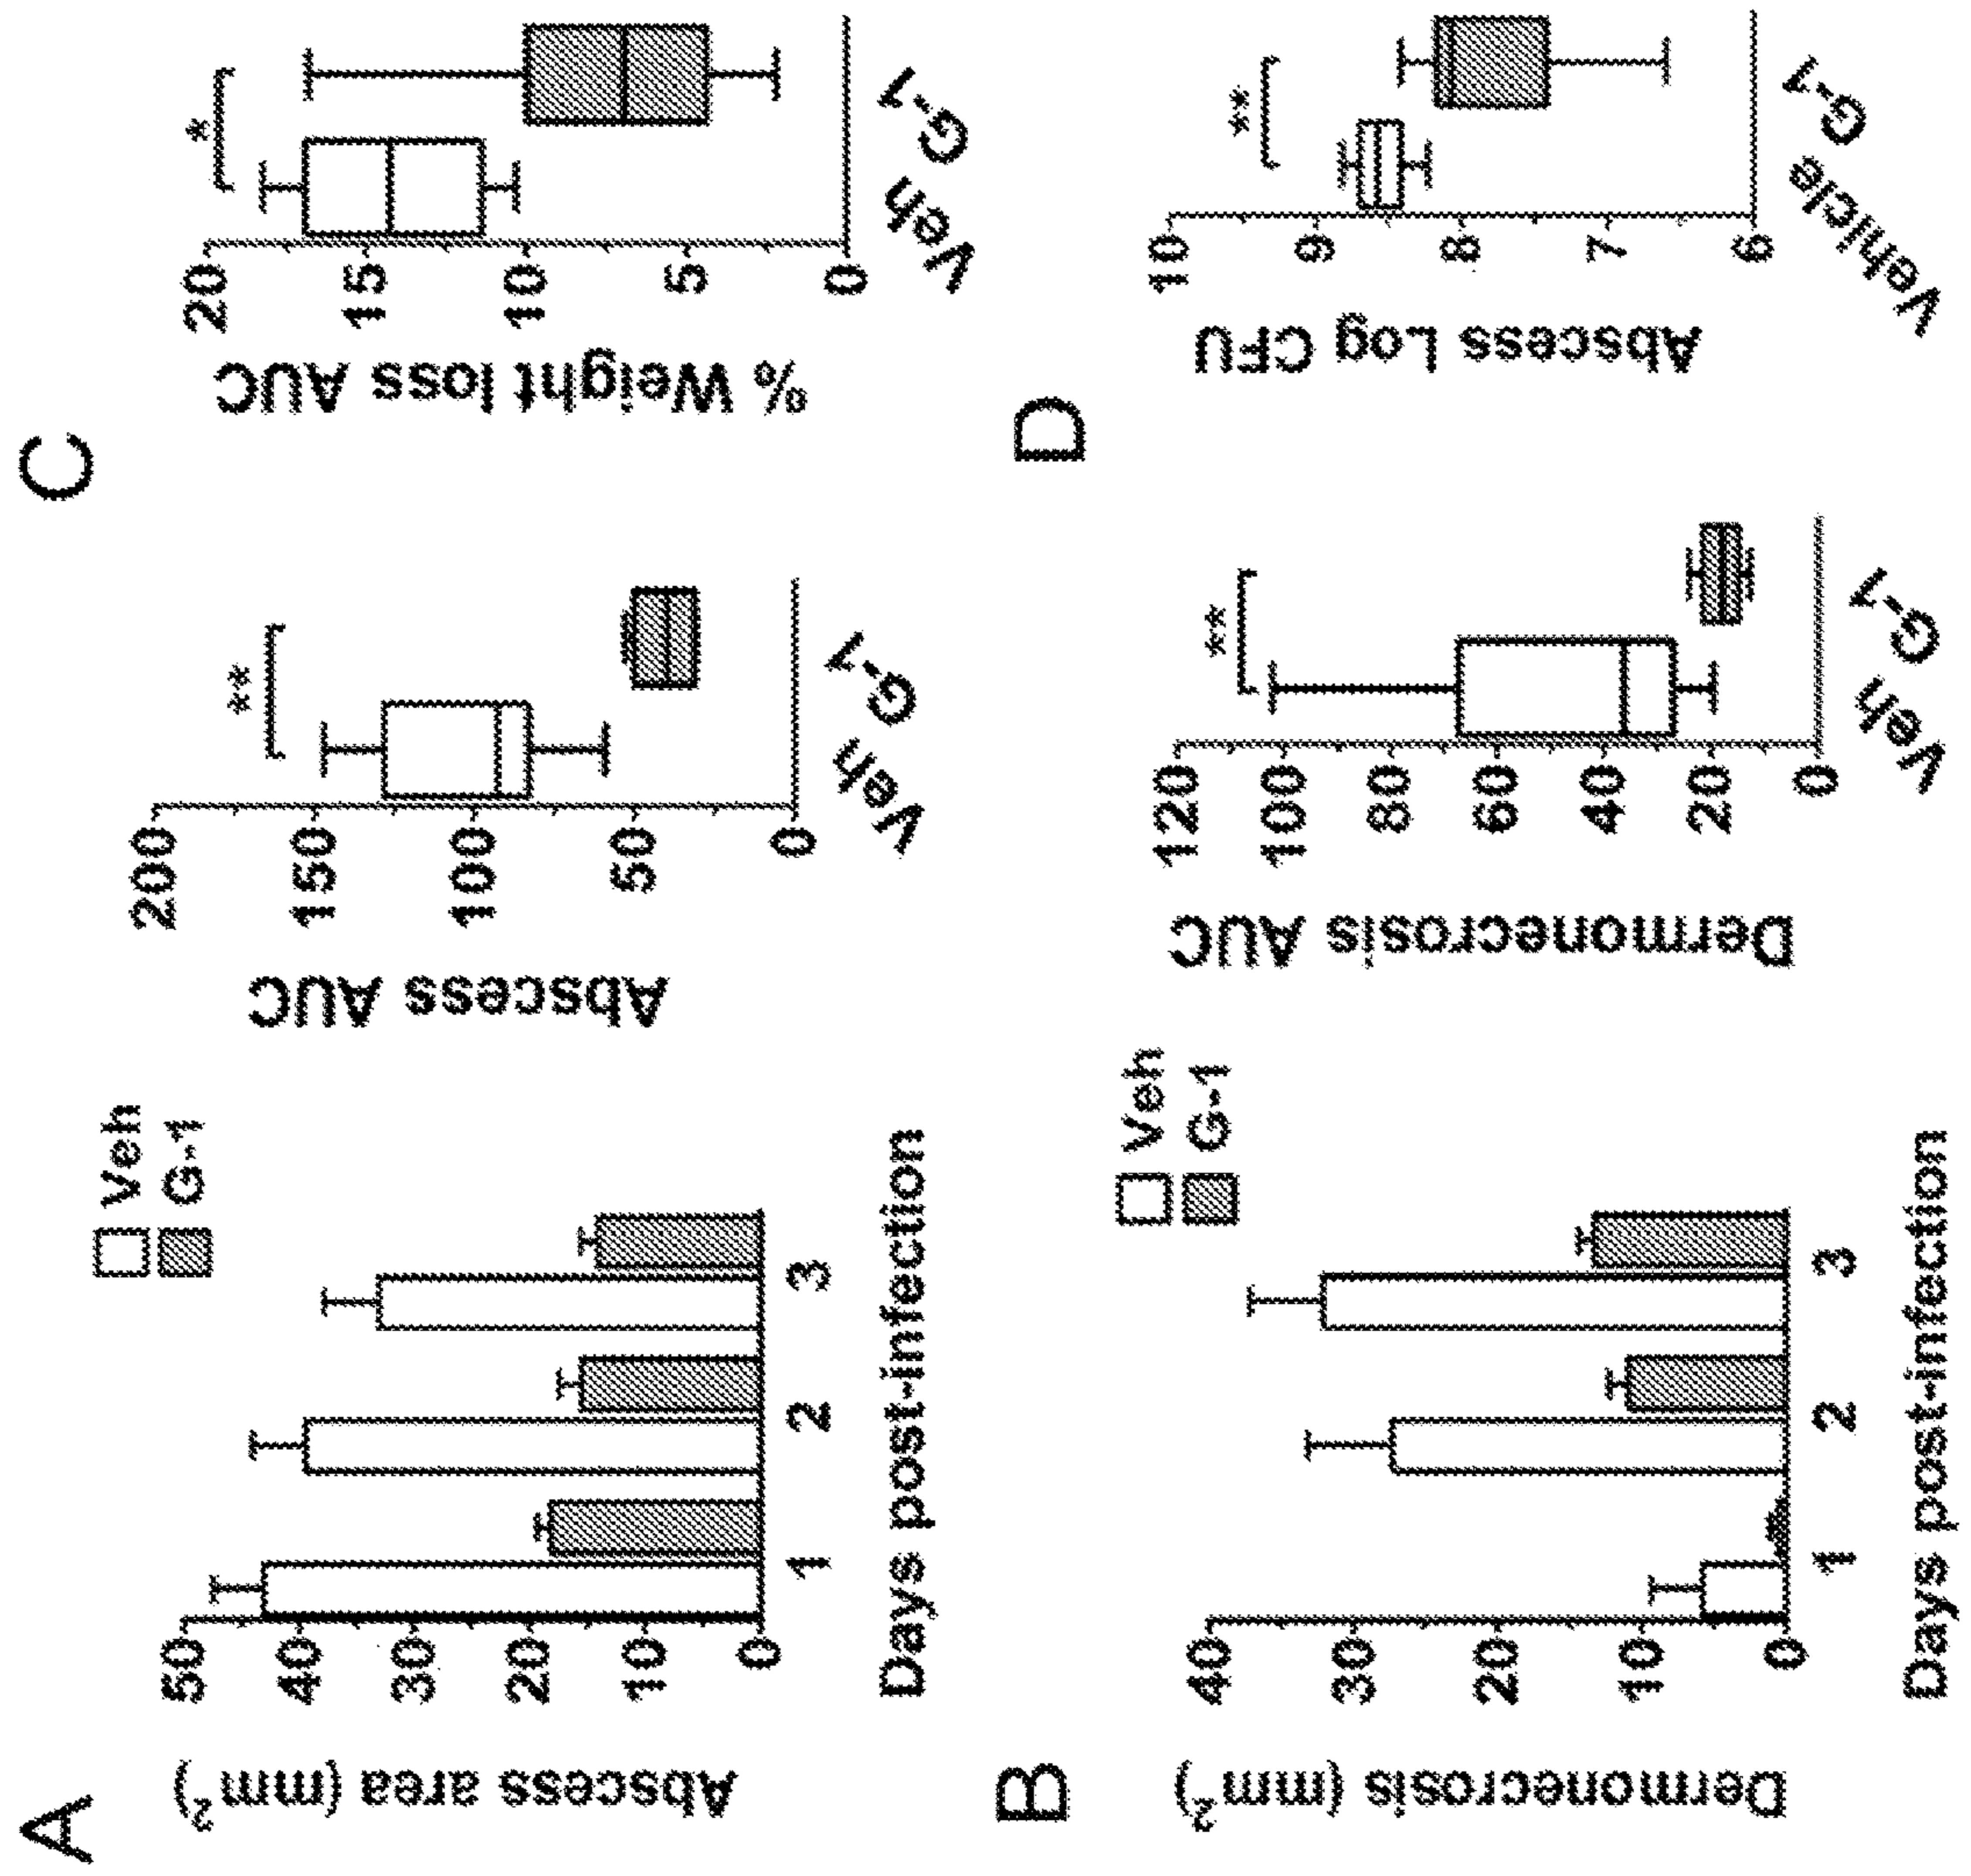 A
Abscess area (mm²)
50
40
30
20
10
0
1
2
3
Days post-infection
Veh
G-1
Abscess AUC
200
150
100
50
0
**
Veh
G-1
B
Dermonecrosis (mm²)
40
30
20
10
0
1
2
3
Days post-infection
Veh
G-1
Dermonecrosis AUC
120
100
80
60
40
20
0
**
Veh
G-1
C
% Weight loss AUC
20
15
10
5
0
*
Veh
G-1
D
Abscess Log CFU
10
9
8
7
6
**
Vehicle
G-1